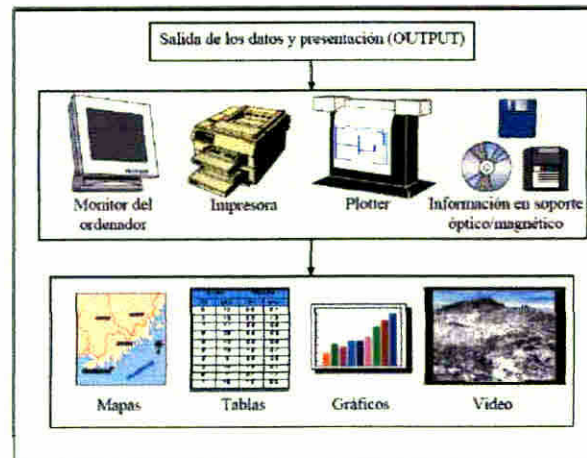 Salida de los datos y presentación (OUTPUT)
Monitor del
ordenador
Impresora
Plotter
Información en soporte
óptico/magnético
Mapas
Tablas
Gráficos
Video